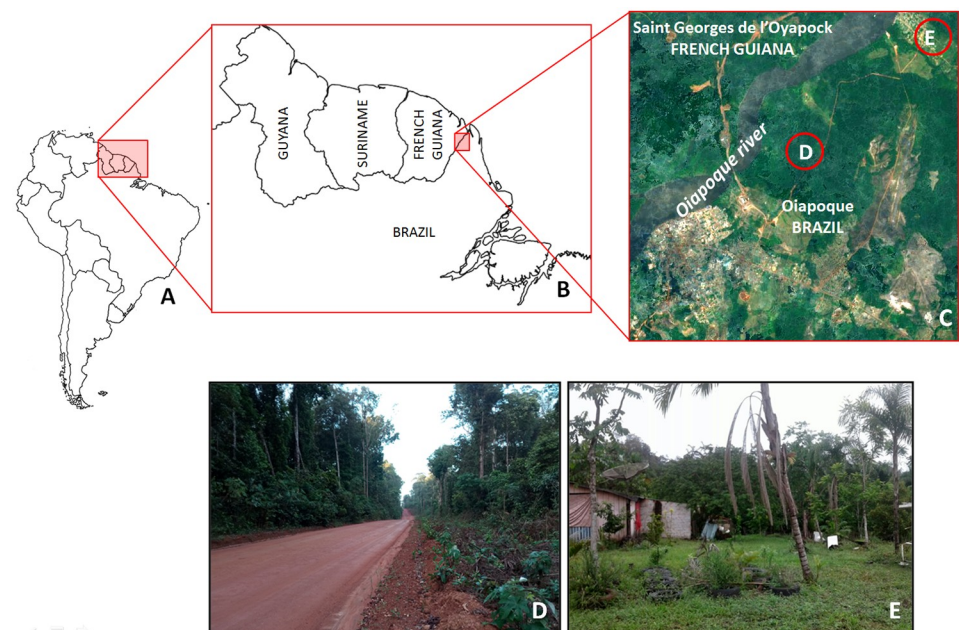 A
GUYANA
SURINAME
FRENCH
GUIANA
BRAZIL
B
Saint Georges de l'Oyapock
FRENCH GUIANA
E
Oiapoque river
D
Oiapoque
BRAZIL
C
D
E